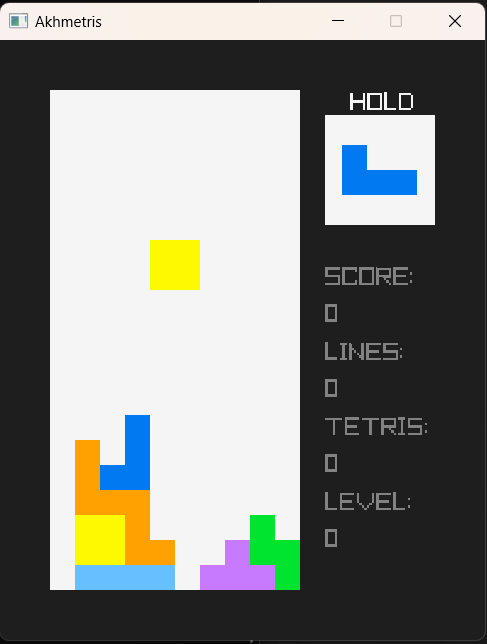 Akhmetris
HOLD
SCORE:
0
LINES:
0
TETRIS:
0
LEVEL:
0